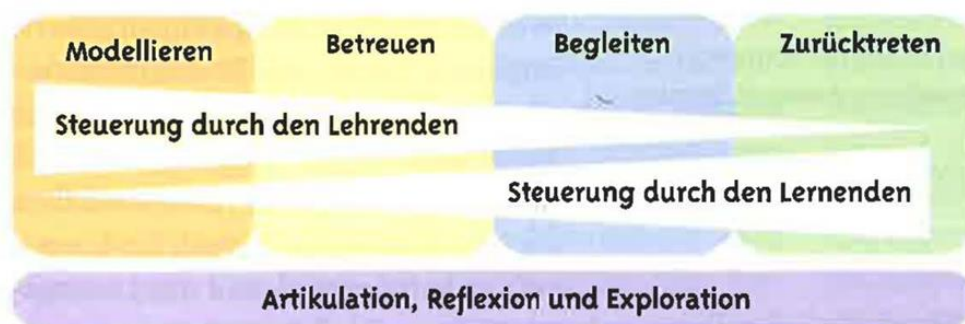 Modellieren
Betreuen
Begleiten
Zurücktreten
Steuerung durch den Lehrenden
Steuerung durch den Lernenden
Artikulation, Reflexion und Exploration